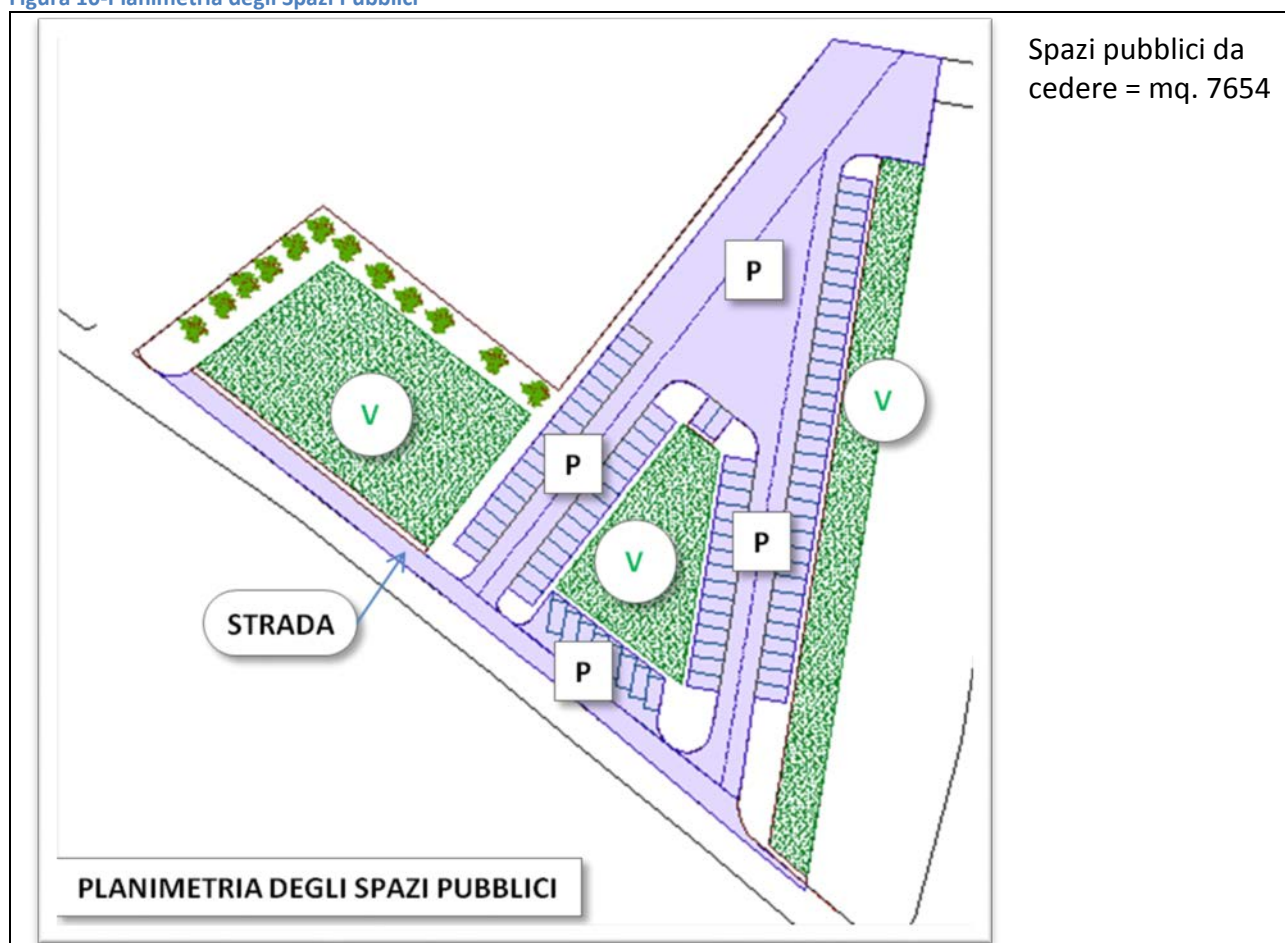 Figura 10-Planimetria degli Spazi Pubblici
Spazi pubblici da
cedere = mq. 7654
P
V
V
P
P
V
STRADA
P
PLANIMETRIA DEGLI SPAZI PUBBLICI